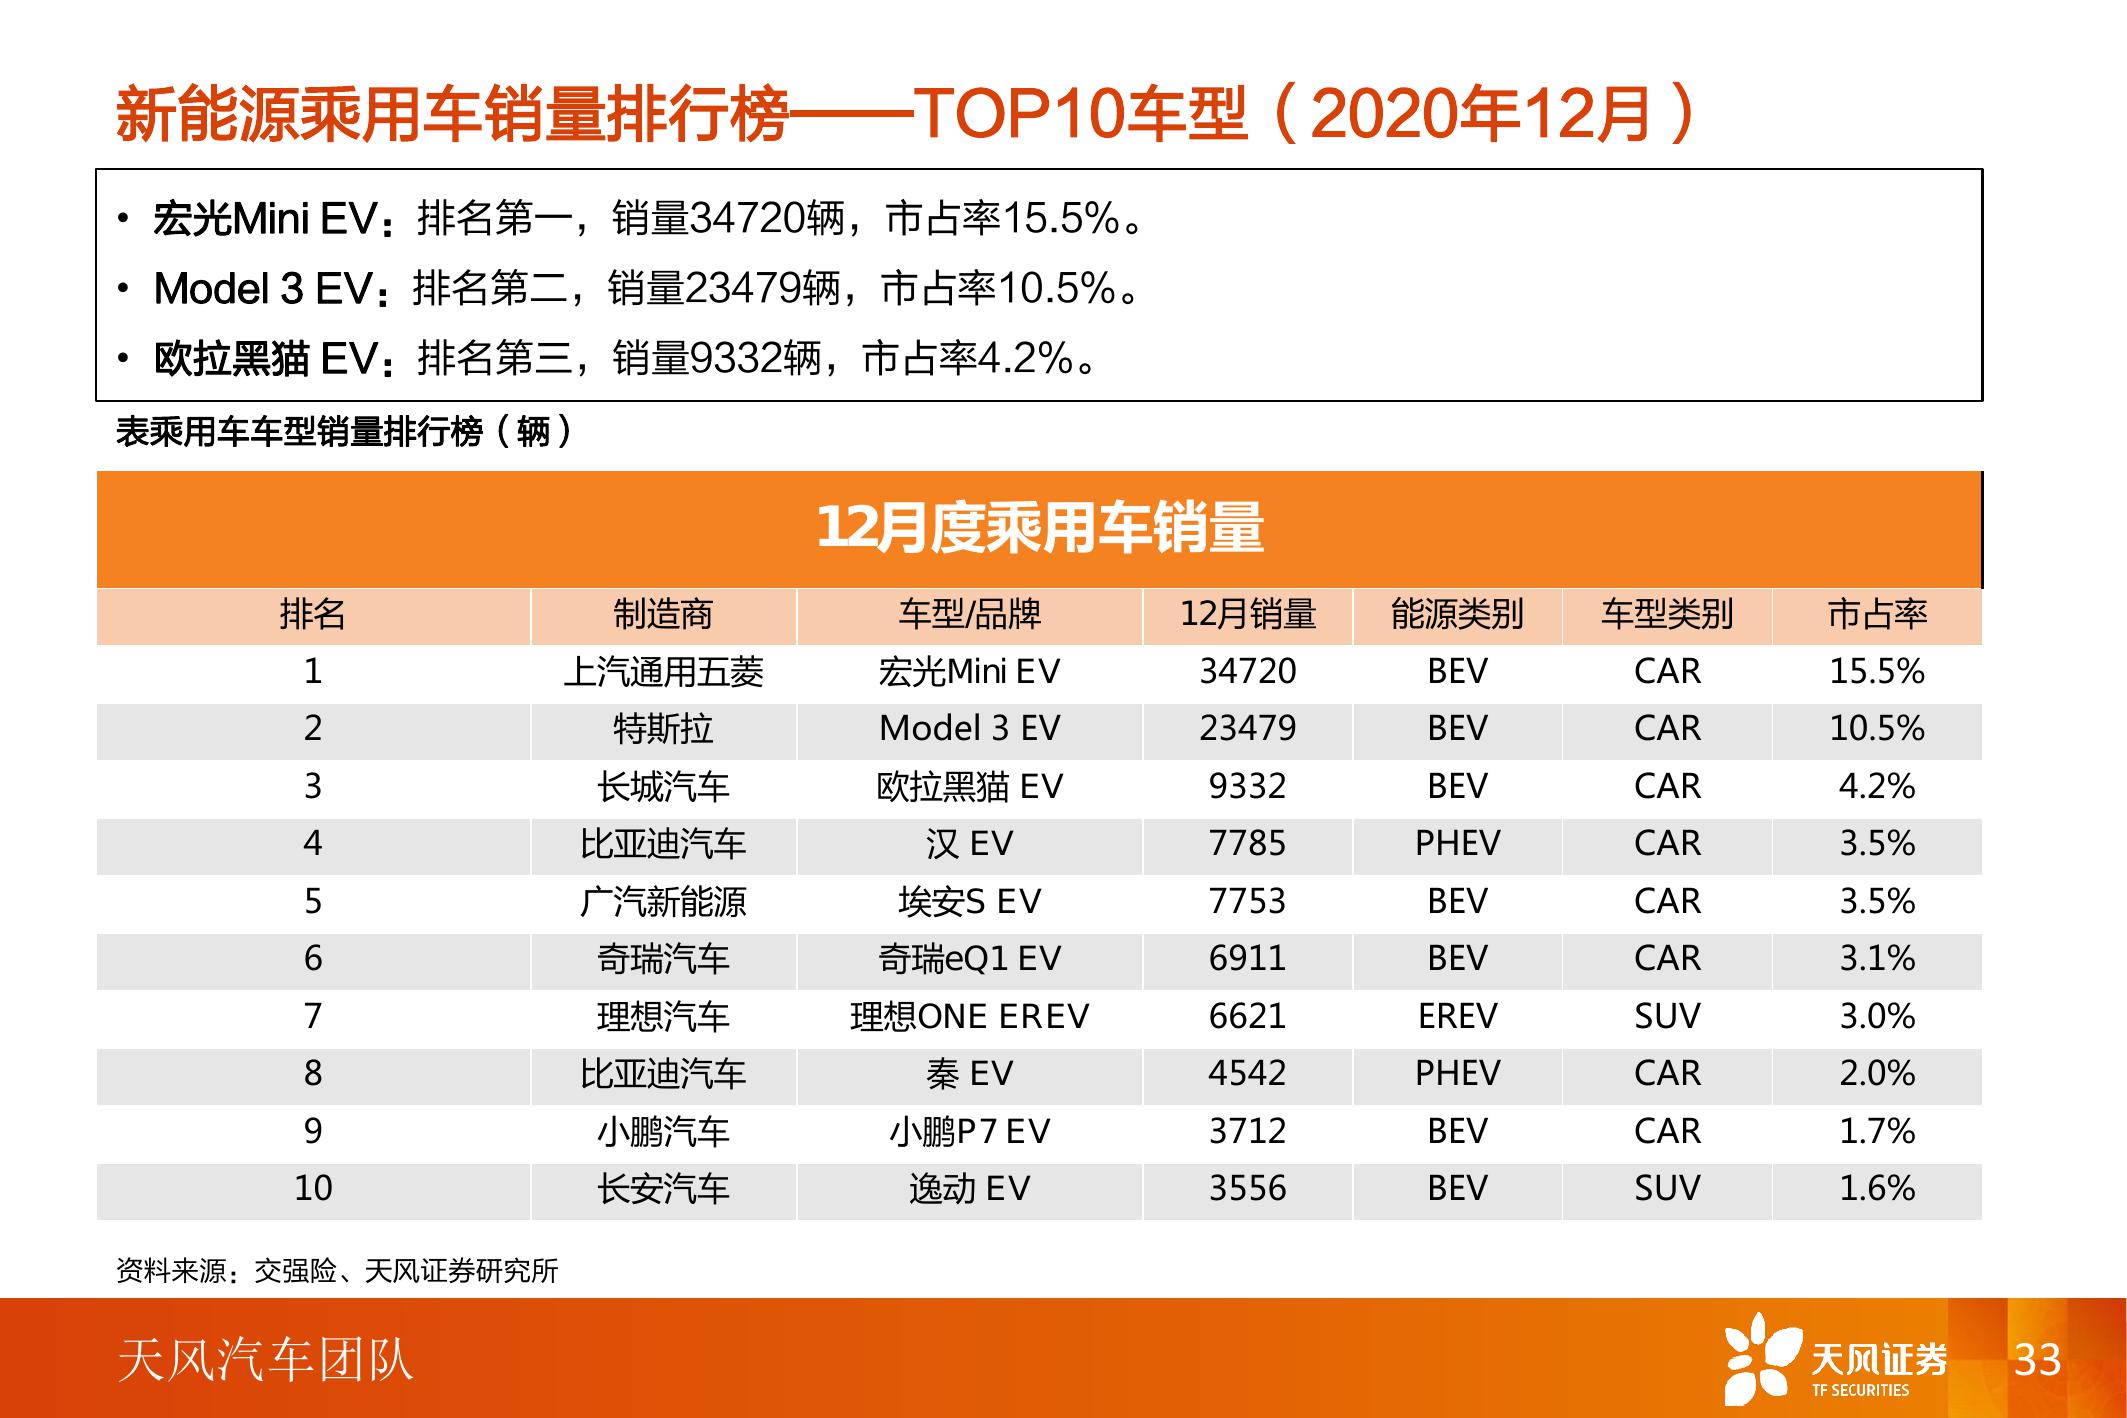 新能源乘用车销量排行榜——TOP10车型（2020年12月）
• 宏光Mini EV：排名第一，销量34720辆，市占率15.5%。
• Model 3 EV：排名第二，销量23479辆，市占率10.5%。
• 欧拉黑猫 EV：排名第三，销量9332辆，市占率4.2%。
表乘用车车型销量排行榜（辆）
12月度乘用车销量
排名 制造商 车型/品牌 12月销量 能源类别 车型类别 市占率
1 上汽通用五菱 宏光Mini EV 34720 BEV CAR 15.5%
2 特斯拉 Model 3 EV 23479 BEV CAR 10.5%
3 长城汽车 欧拉黑猫 EV 9332 BEV CAR 4.2%
4 比亚迪汽车 汉 EV 7785 PHEV CAR 3.5%
5 广汽新能源 埃安S EV 7753 BEV CAR 3.5%
6 奇瑞汽车 奇瑞eQ1 EV 6911 BEV CAR 3.1%
7 理想汽车 理想ONE EREV 6621 EREV SUV 3.0%
8 比亚迪汽车 秦 EV 4542 PHEV CAR 2.0%
9 小鹏汽车 小鹏P7 EV 3712 BEV CAR 1.7%
10 长安汽车 逸动 EV 3556 BEV SUV 1.6%
资料来源：交强险、天风证券研究所
天风汽车团队
天风证券
TF SECURITIES
33